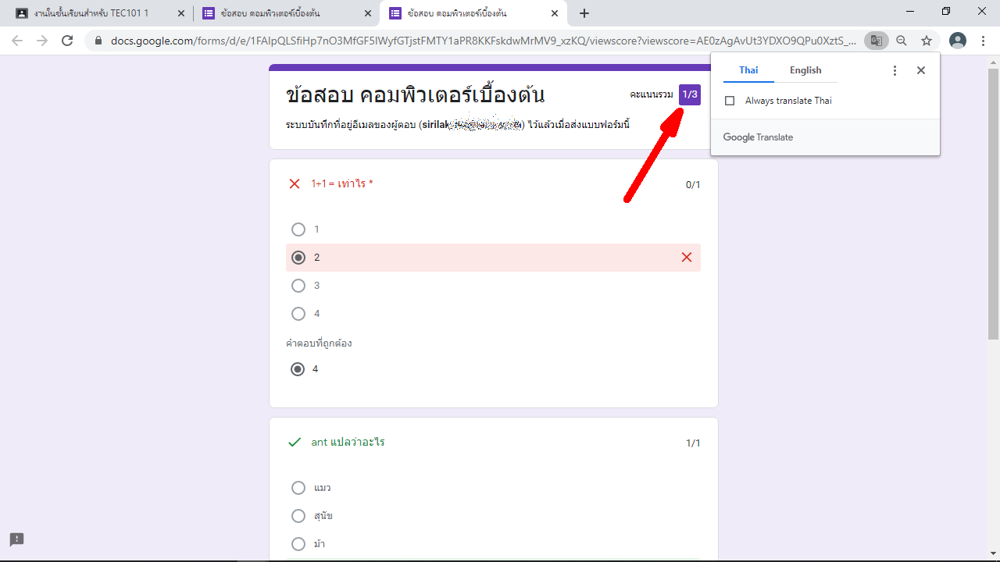 งานในชั้นเรียนสำหรับ TEC101 1
ข้อสอบ คอมพิวเตอร์เบื้องต้น
ข้อสอบ คอมพิวเตอร์เบื้องต้น
docs.google.com/forms/d/e/1FAIpQLSfiHp7nO3MfGF5IWyfGTjstFMTY1aPR8KKFskdwMrMV9_xzKQ/viewscore?viewscore=AE0zAgAvUt3YDXO9QPu0XztS_...
Thai English
Always translate Thai
Google Translate
ข้อสอบ คอมพิวเตอร์เบื้องต้น
คะแนนรวม 1/3
ระบบบันทึกที่อยู่อีเมลของผู้ตอบ (sirilak) ไว้แล้วเมื่อส่งแบบฟอร์มนี้
1+1 = เท่าไร * 0/1
1
2
3
4
คำตอบที่ถูกต้อง
4
ant แปลว่าอะไร 1/1
แมว
สุนัข
ม้า